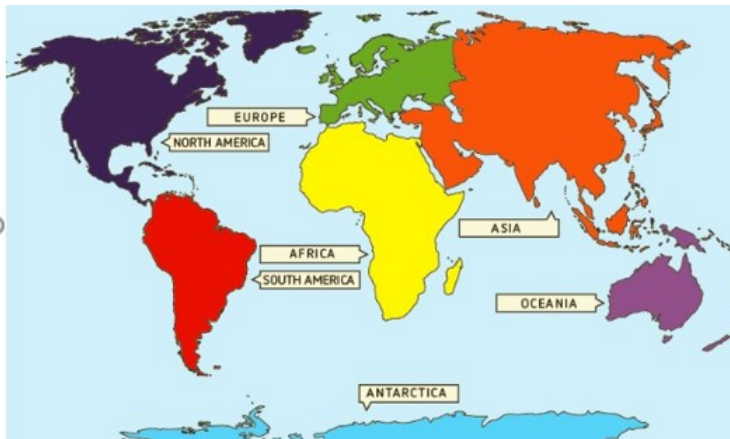 EUROPE
NORTH AMERICA
ASIA
AFRICA
SOUTH AMERICA
OCEANIA
ANTARCTICA